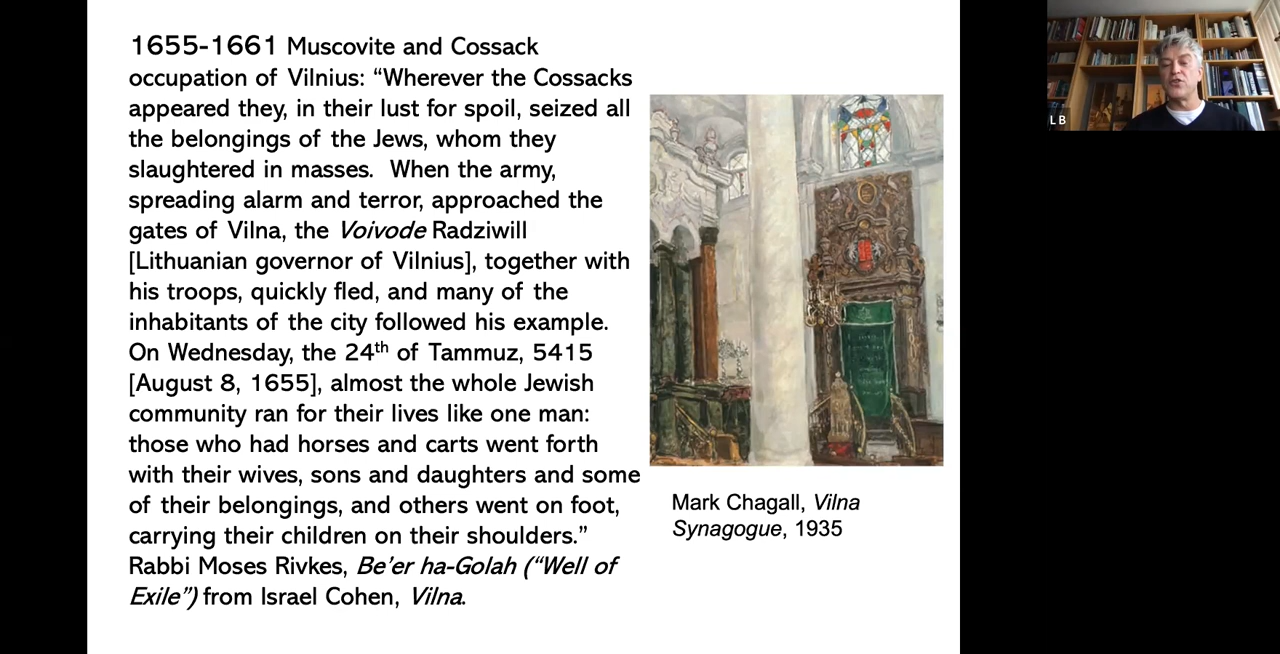 1655-1661 Muscovite and Cossack
occupation of Vilnius: “Wherever the Cossacks
appeared they, in their lust for spoil, seized all
the belongings of the Jews, whom they
slaughtered in masses.  When the army,
spreading alarm and terror, approached the
gates of Vilna, the Voivode Radziwill
[Lithuanian governor of Vilnius], together with
his troops, quickly fled, and many of the
inhabitants of the city followed his example.
On Wednesday, the 24th of Tammuz, 5415
[August 8, 1655], almost the whole Jewish
community ran for their lives like one man:
those who had horses and carts went forth
with their wives, sons and daughters and some
of their belongings, and others went on foot,
carrying their children on their shoulders.”
Rabbi Moses Rivkes, Be’er ha-Golah (“Well of
Exile”) from Israel Cohen, Vilna.
Mark Chagall, Vilna
Synagogue, 1935
L B